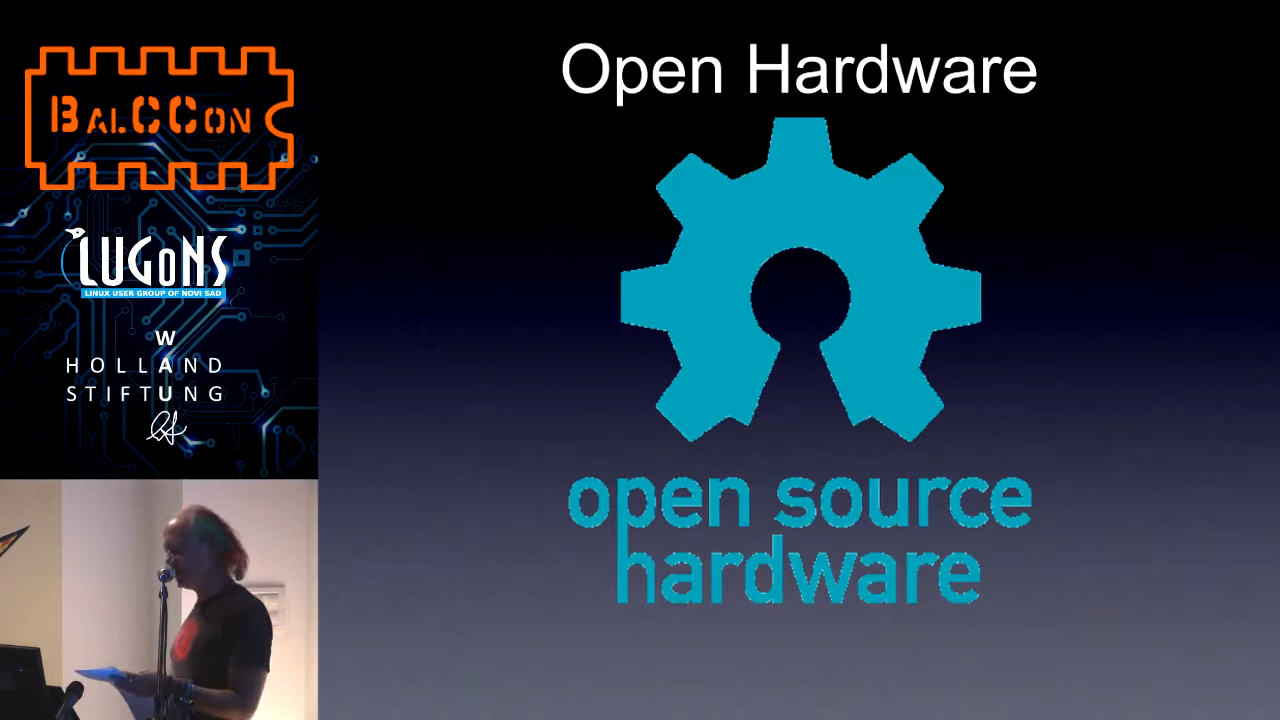 BALCCON
LUGONS
LINUX USER GROUP OF NOVI SAD
W
HOLLAND
STIFTUNG
Open Hardware
open source
hardware